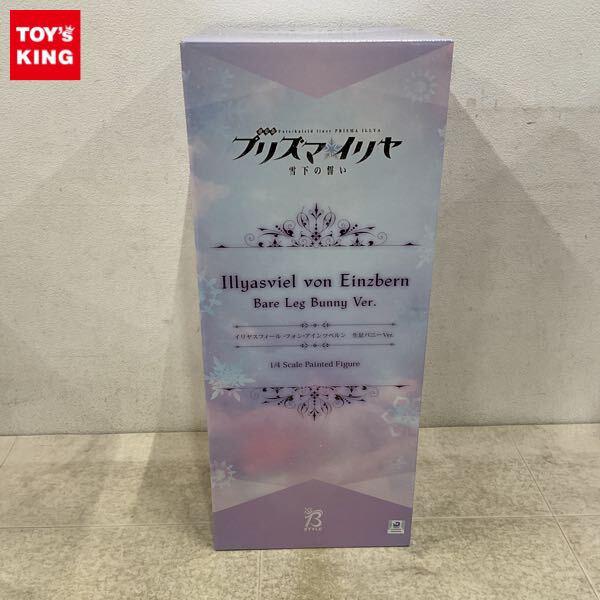 TOY's
KING
劇場版
Fate/kaleid liner PRISMA ILLYA
プリズマ☆イリヤ
雪下の誓い
Illyasviel von Einzbern
Bare Leg Bunny Ver.
イリヤスフィール・フォン・アインツベルン 生足バニーVer.
1/4 Scale Painted Figure
B
STYLE